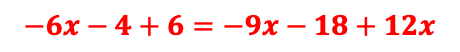 −6x − 4 + 6 = −9x − 18 + 12x